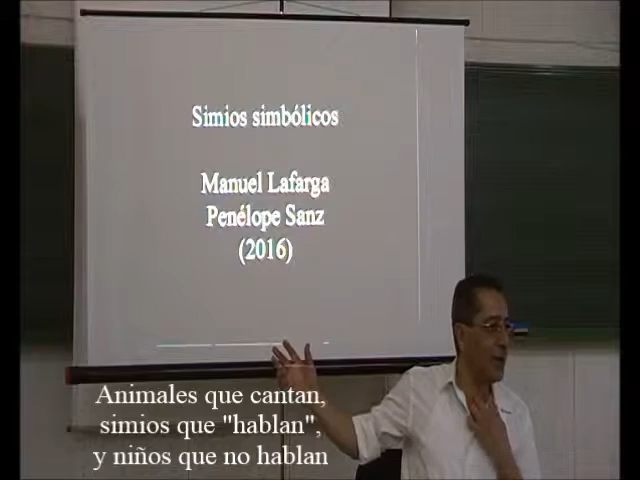 Simios simbólicos
Manuel Lafarga
Penélope Sanz
(2016)
Animales que cantan,
simios que "hablan",
y niños que no hablan